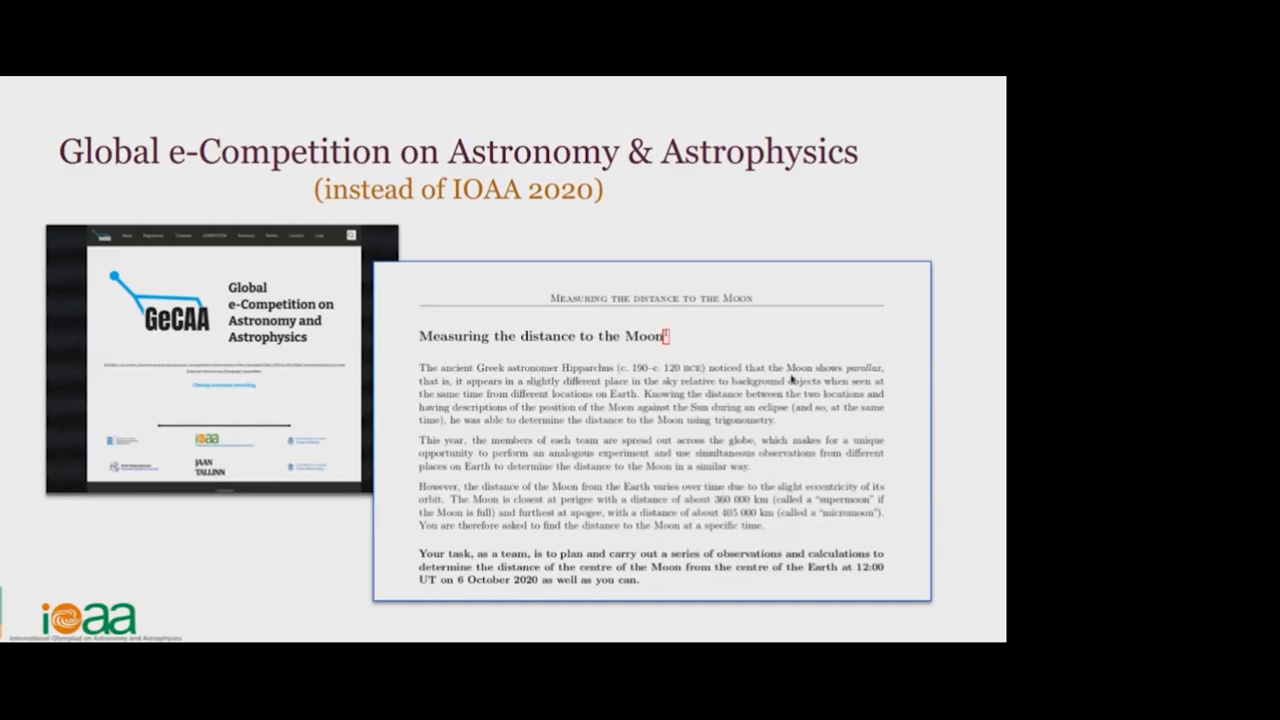 Global e-Competition on Astronomy & Astrophysics
(instead of IOAA 2020)
GeCAA
Global
e-Competition on
Astronomy and
Astrophysics
ioaa
JAAN
TALLINN
MEASURING THE DISTANCE TO THE MOON
Measuring the distance to the Moon1
The ancient Greek astronomer Hipparchus (c. 190–c. 120 BCE) noticed that the Moon shows parallax,
that is, it appears in a slightly different place in the sky relative to background objects when seen at
the same time from different locations on Earth. Knowing the distance between the two locations and
having descriptions of the position of the Moon against the Sun during an eclipse (and so, at the same
time), he was able to determine the distance to the Moon using trigonometry.
This year, the members of each team are spread out across the globe, which makes for a unique
opportunity to perform an analogous experiment and use simultaneous observations from different
places on Earth to determine the distance to the Moon in a similar way.
However, the distance of the Moon from the Earth varies over time due to the slight eccentricity of its
orbit. The Moon is closest at perigee with a distance of about 360 000 km (called a “supermoon” if
the Moon is full) and furthest at apogee, with a distance of about 405 000 km (called a “micromoon”).
You are therefore asked to find the distance to the Moon at a specific time.
Your task, as a team, is to plan and carry out a series of observations and calculations to
determine the distance of the centre of the Moon from the centre of the Earth at 12:00
UT on 6 October 2020 as well as you can.
ioaa
International Olympiad on Astronomy and Astrophysics